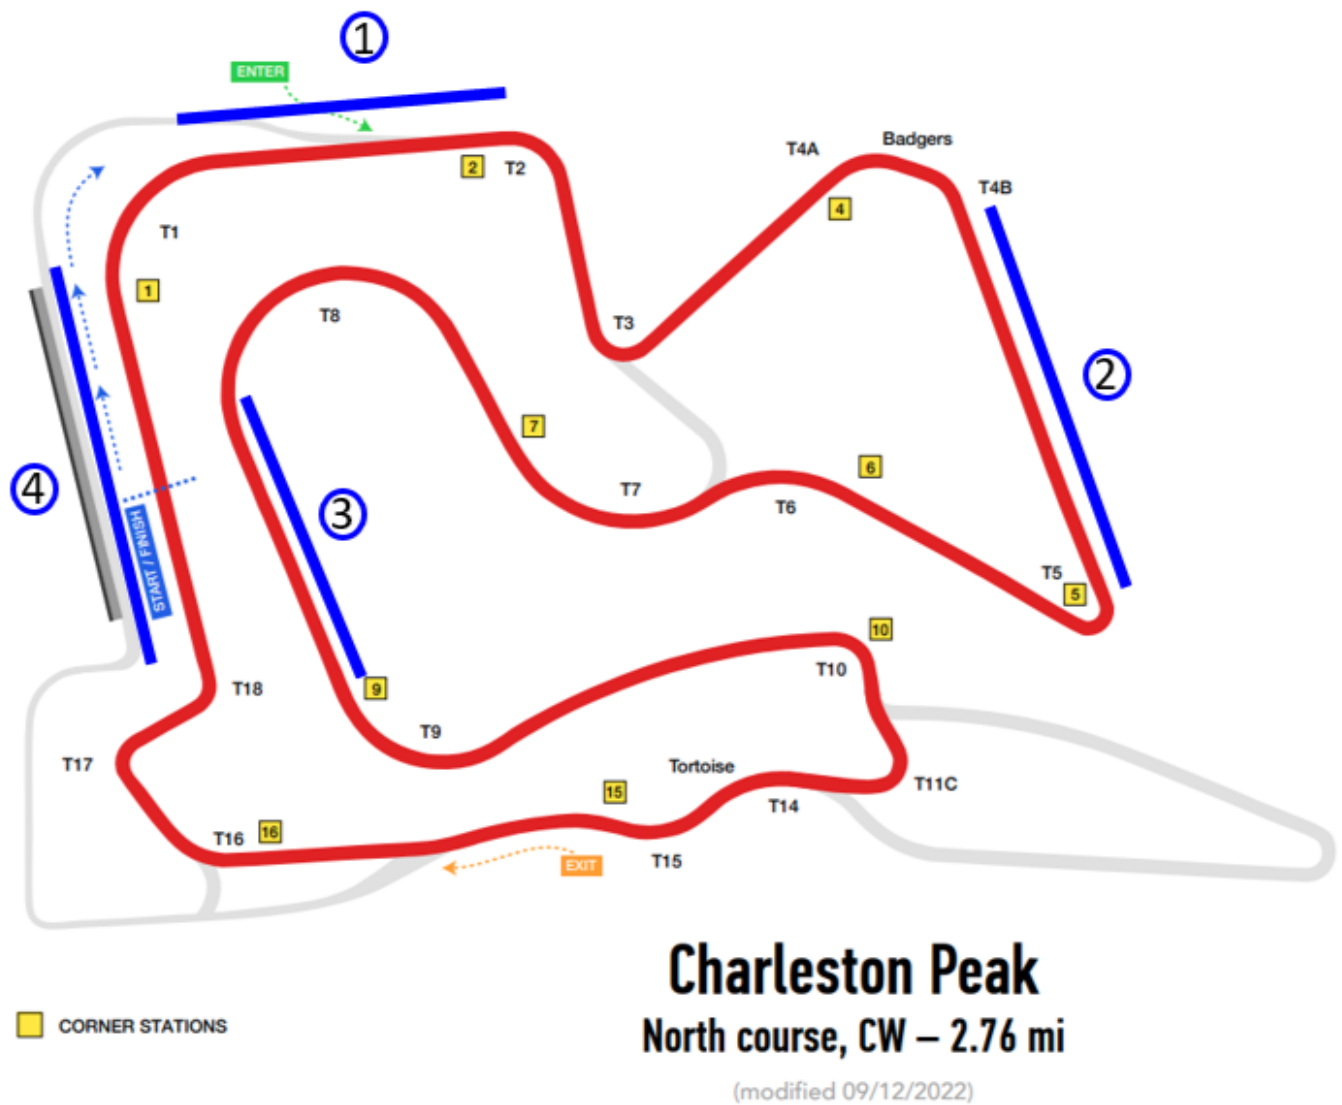 1
ENTER
Badgers
T4A
2
T2
T4B
4
T1
1
T8
T3
2
7
6
4
T7
T6
3
START / FINISH
T5
5
10
T10
T18
9
T9
T17
Tortoise
T11C
15
T14
T16
16
T15
EXIT
Charleston Peak
North course, CW – 2.76 mi
CORNER STATIONS
(modified 09/12/2022)